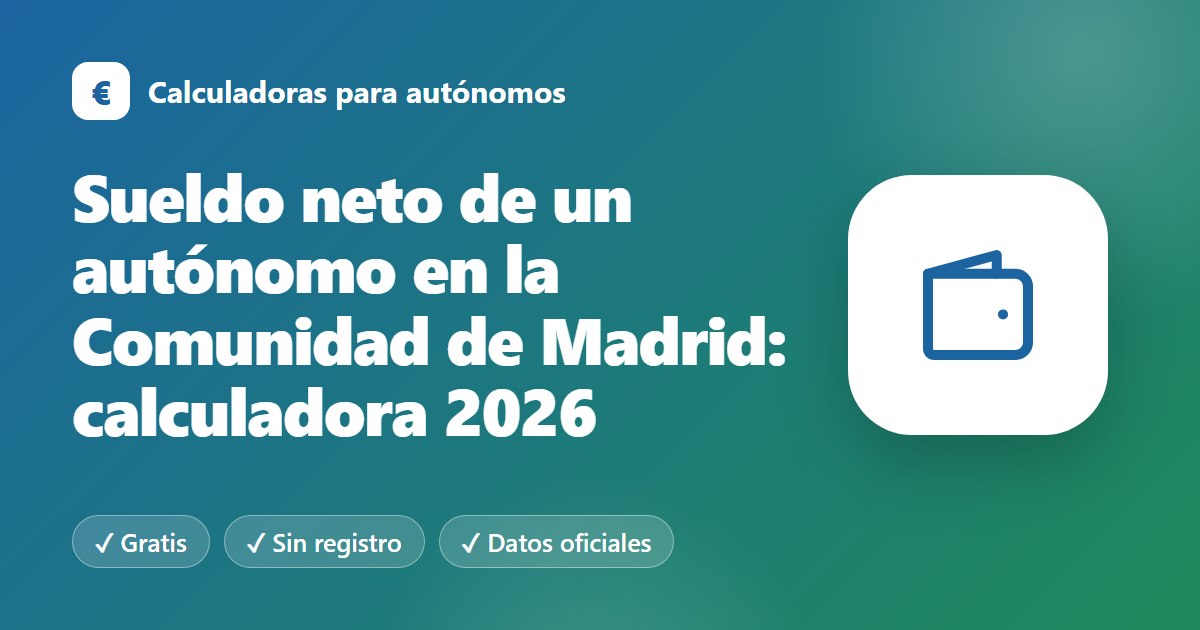 €
Calculadoras para autónomos
Sueldo neto de un
autónomo en la
Comunidad de Madrid:
calculadora 2026
✓ Gratis
✓ Sin registro
✓ Datos oficiales